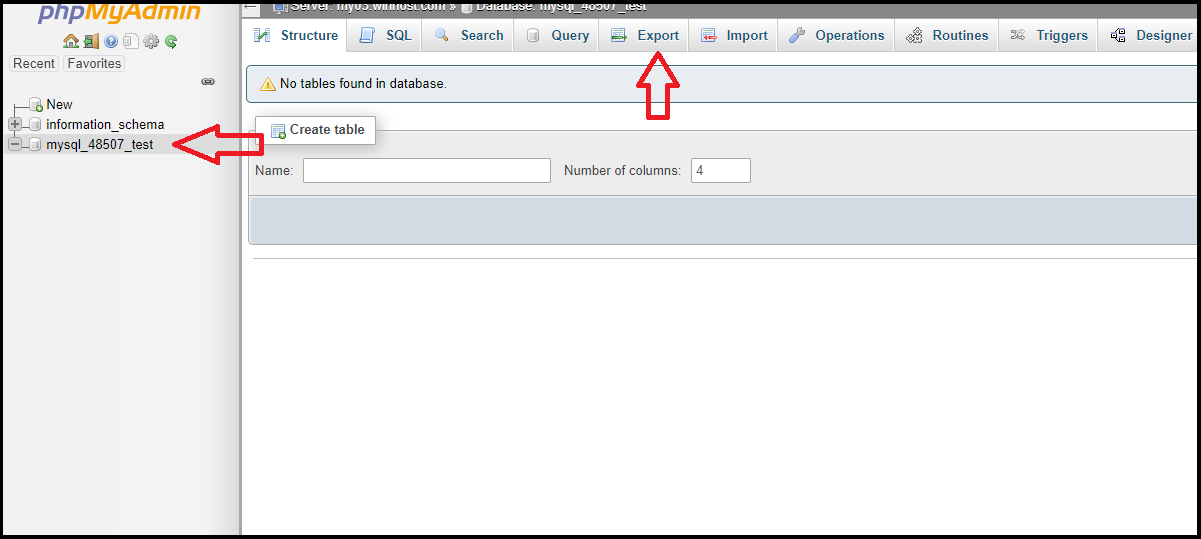 phpMyAdmin
Server: my05.winhost.com » Database: mysql_48507_test
Structure SQL Search Query Export Import Operations Routines Triggers Designer
Recent Favorites
No tables found in database.
New
information_schema
mysql_48507_test
Create table
Name: Number of columns: 4